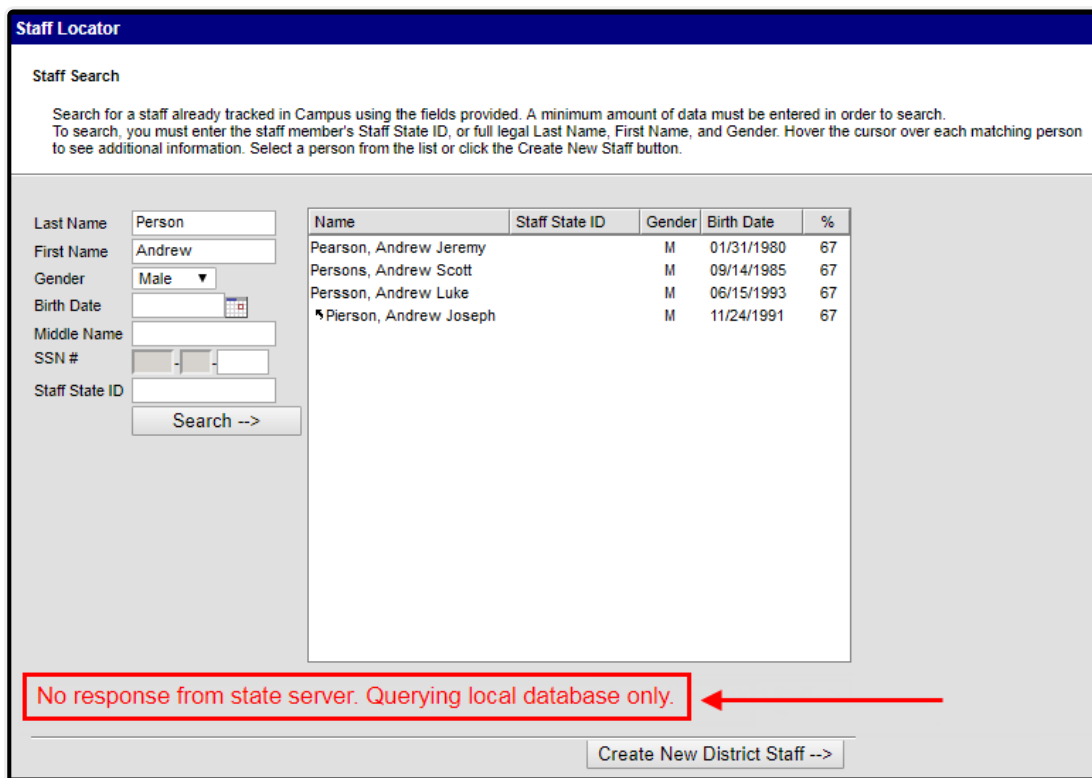 Staff Locator
Staff Search
Search for a staff already tracked in Campus using the fields provided. A minimum amount of data must be entered in order to search.
To search, you must enter the staff member's Staff State ID, or full legal Last Name, First Name, and Gender. Hover the cursor over each matching person
to see additional information. Select a person from the list or click the Create New Staff button.
Last Name Person
First Name Andrew
Gender Male
Birth Date
Middle Name
SSN # - -
Staff State ID
Search -->
Name Staff State ID Gender Birth Date %
Pearson, Andrew Jeremy M 01/31/1980 67
Persons, Andrew Scott M 09/14/1985 67
Persson, Andrew Luke M 06/15/1993 67
Pierson, Andrew Joseph M 11/24/1991 67
No response from state server. Querying local database only.
Create New District Staff -->